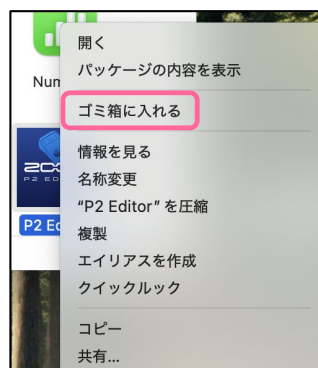 開く
パッケージの内容を表示
Num
ゴミ箱に入れる
ZOO
P2 ED
情報を見る
名称変更
“P2 Editor” を圧縮
P2 Ed
複製
エイリアスを作成
クイックルック
コピー
共有...